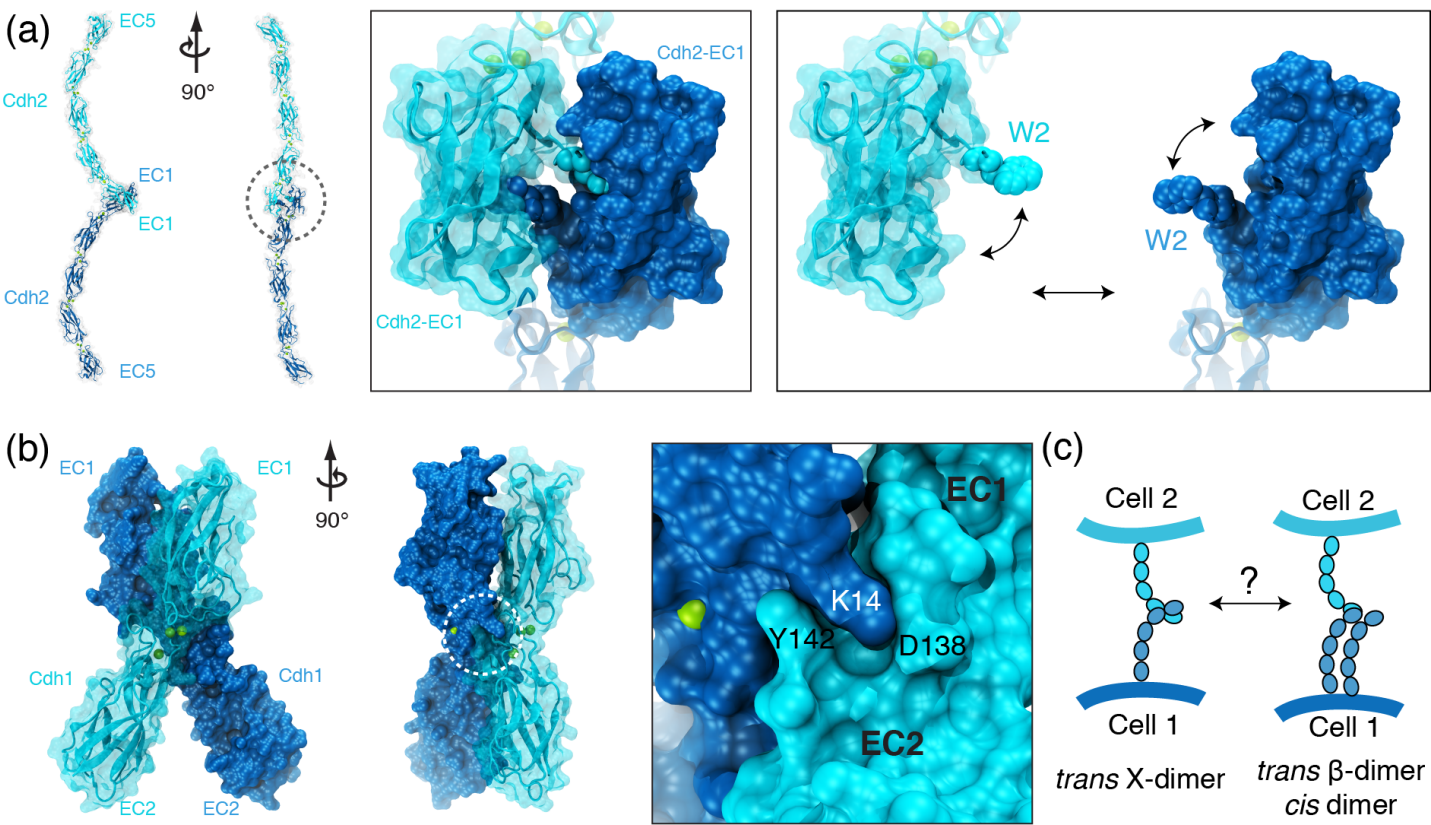 (a)
EC5
90°
Cdh2
EC1
EC1
Cdh2
EC5
Cdh2-EC1
Cdh2-EC1
W2
W2
(b)
EC1
EC1
90°
Cdh1
Cdh1
EC2
EC2
EC1
K14
Y142
D138
EC2
(c)
Cell 2
Cell 2
?
Cell 1
Cell 1
trans X-dimer
trans β-dimer
cis dimer